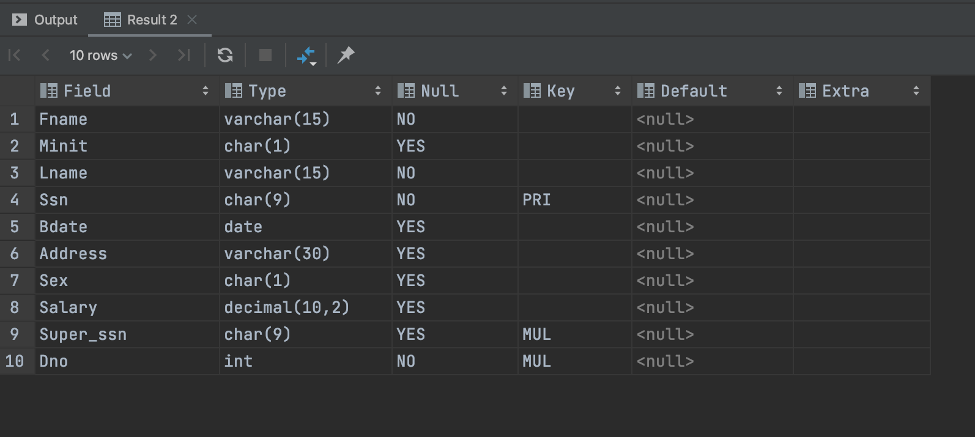 Output Result 2
10 rows
Field Type Null Key Default Extra
1 Fname varchar(15) NO <null>
2 Minit char(1) YES <null>
3 Lname varchar(15) NO <null>
4 Ssn char(9) NO PRI <null>
5 Bdate date YES <null>
6 Address varchar(30) YES <null>
7 Sex char(1) YES <null>
8 Salary decimal(10,2) YES <null>
9 Super_ssn char(9) YES MUL <null>
10 Dno int NO MUL <null>